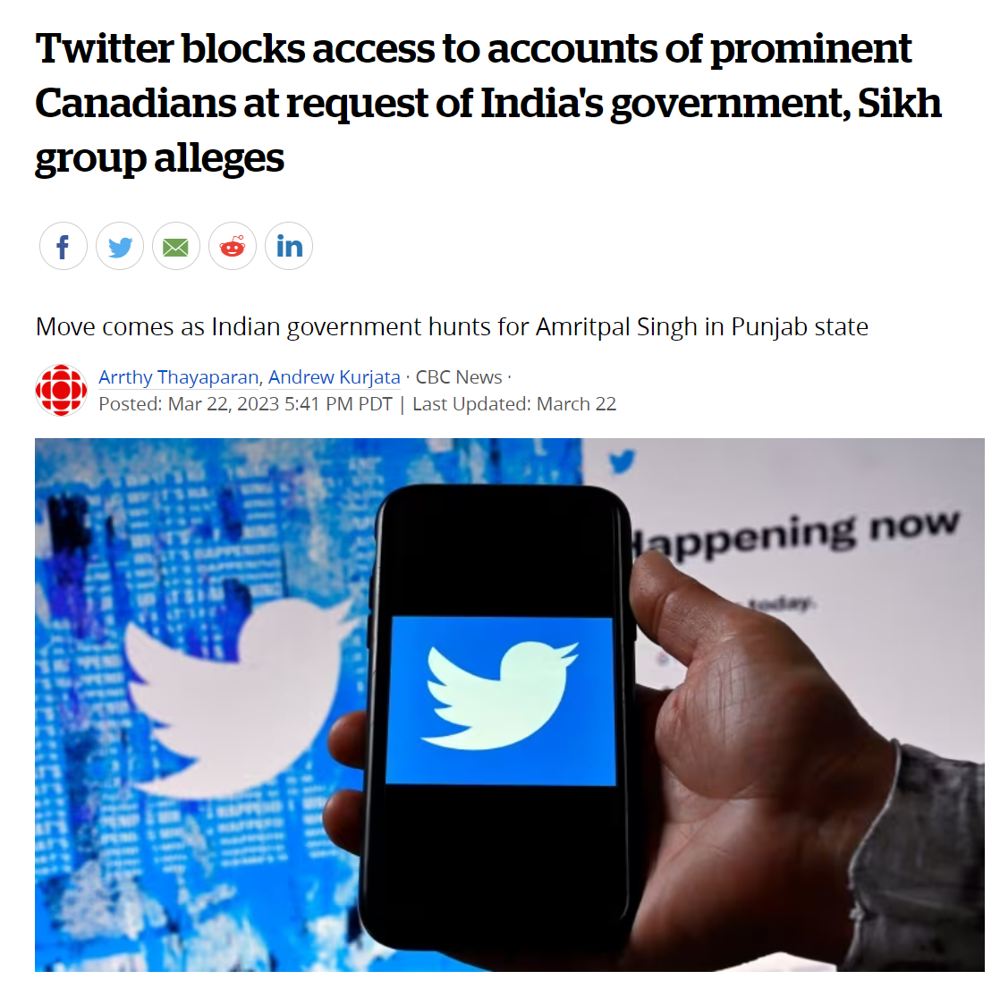 Twitter blocks access to accounts of prominent
Canadians at request of India's government, Sikh
group alleges
Move comes as Indian government hunts for Amritpal Singh in Punjab state
Arrthy Thayaparan, Andrew Kurjata · CBC News ·
Posted: Mar 22, 2023 5:41 PM PDT | Last Updated: March 22
Happening now
today.